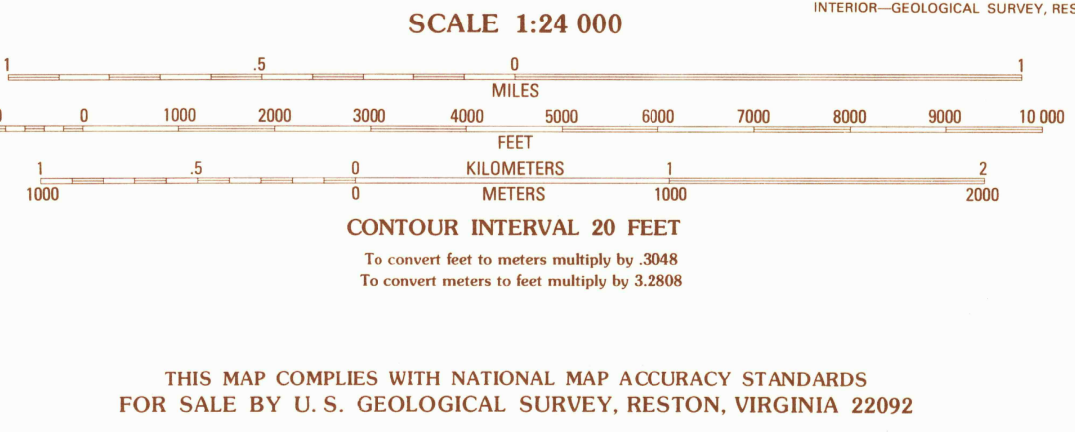 INTERIOR—GEOLOGICAL SURVEY, RES
SCALE 1:24 000
1 .5 0 1
MILES
0 1000 2000 3000 4000 5000 6000 7000 8000 9000 10 000
FEET
1 .5 0 KILOMETERS 1 2
1000 0 METERS 1000 2000
CONTOUR INTERVAL 20 FEET
To convert feet to meters multiply by .3048
To convert meters to feet multiply by 3.2808
THIS MAP COMPLIES WITH NATIONAL MAP ACCURACY STANDARDS
FOR SALE BY U. S. GEOLOGICAL SURVEY, RESTON, VIRGINIA 22092